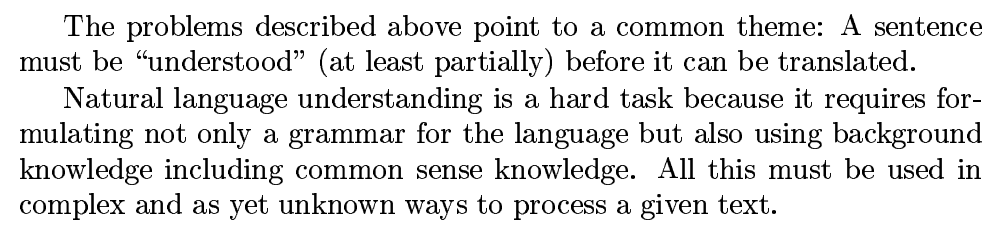 The problems described above point to a common theme: A sentence
must be “understood” (at least partially) before it can be translated.
Natural language understanding is a hard task because it requires for-
mulating not only a grammar for the language but also using background
knowledge including common sense knowledge. All this must be used in
complex and as yet unknown ways to process a given text.